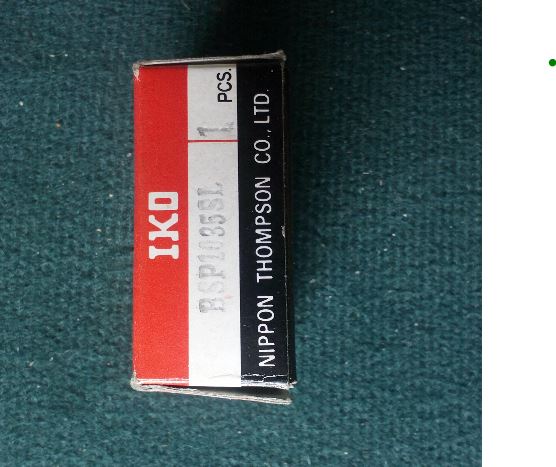 IKO
BSP1035SL 1 PCS.
NIPPON THOMPSON CO., LTD.